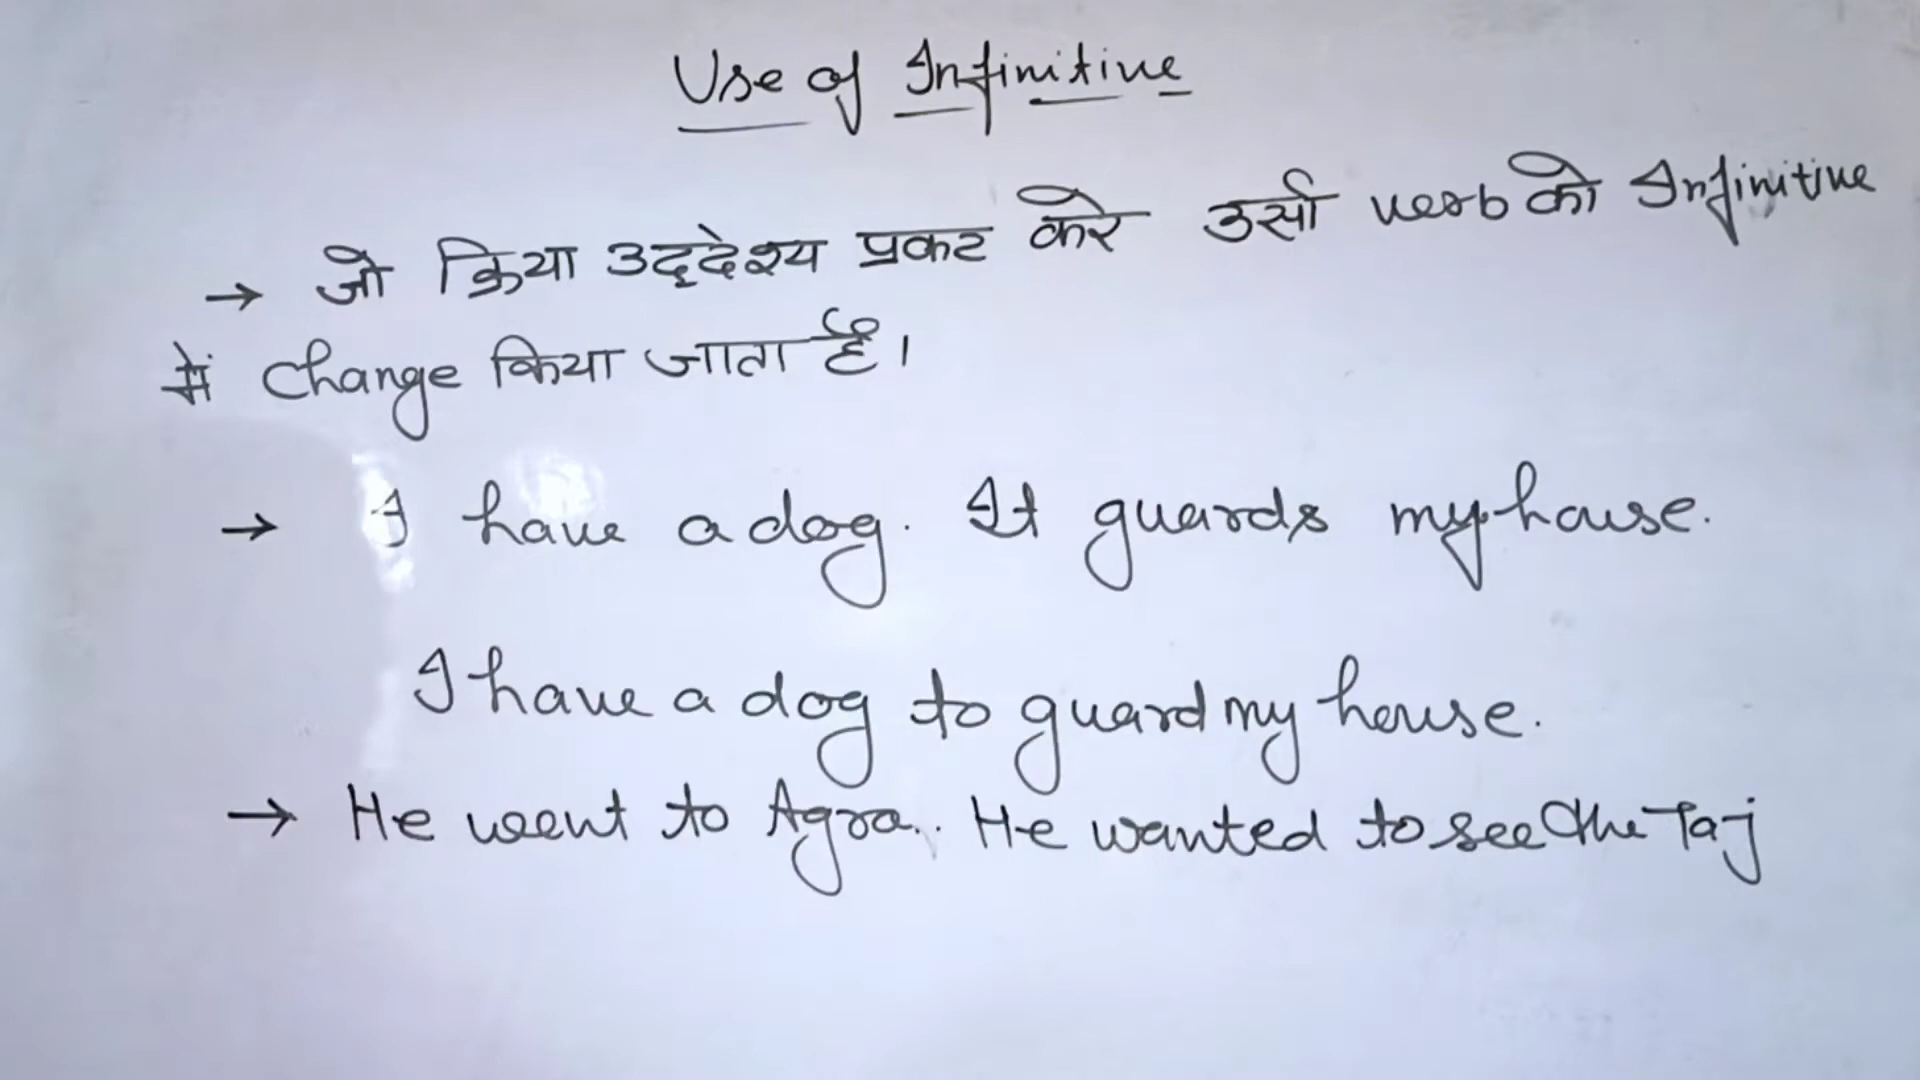 Use of Infinitive
→ जो क्रिया उद्देश्य प्रकट करे उसी verb को Infinitive
में Change किया जाता है।
→ I have a dog. It guards my house.
I have a dog to guard my house.
→ He went to Agra. He wanted to see the Taj